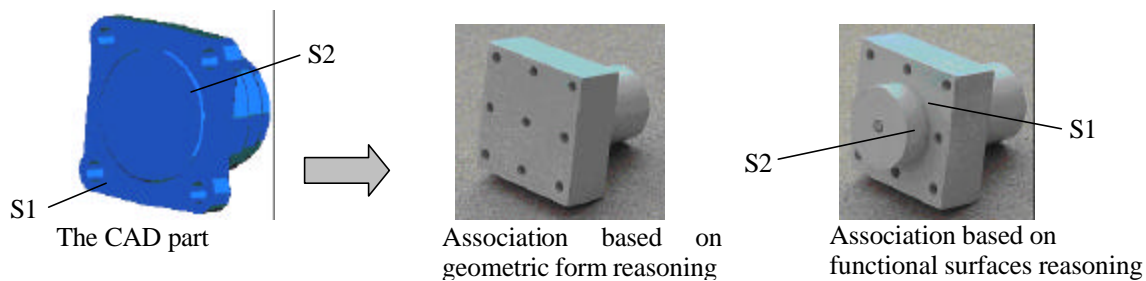 S2
S1
The CAD part
S1
S2
Association based on
geometric form reasoning
Association based on
functional surfaces reasoning